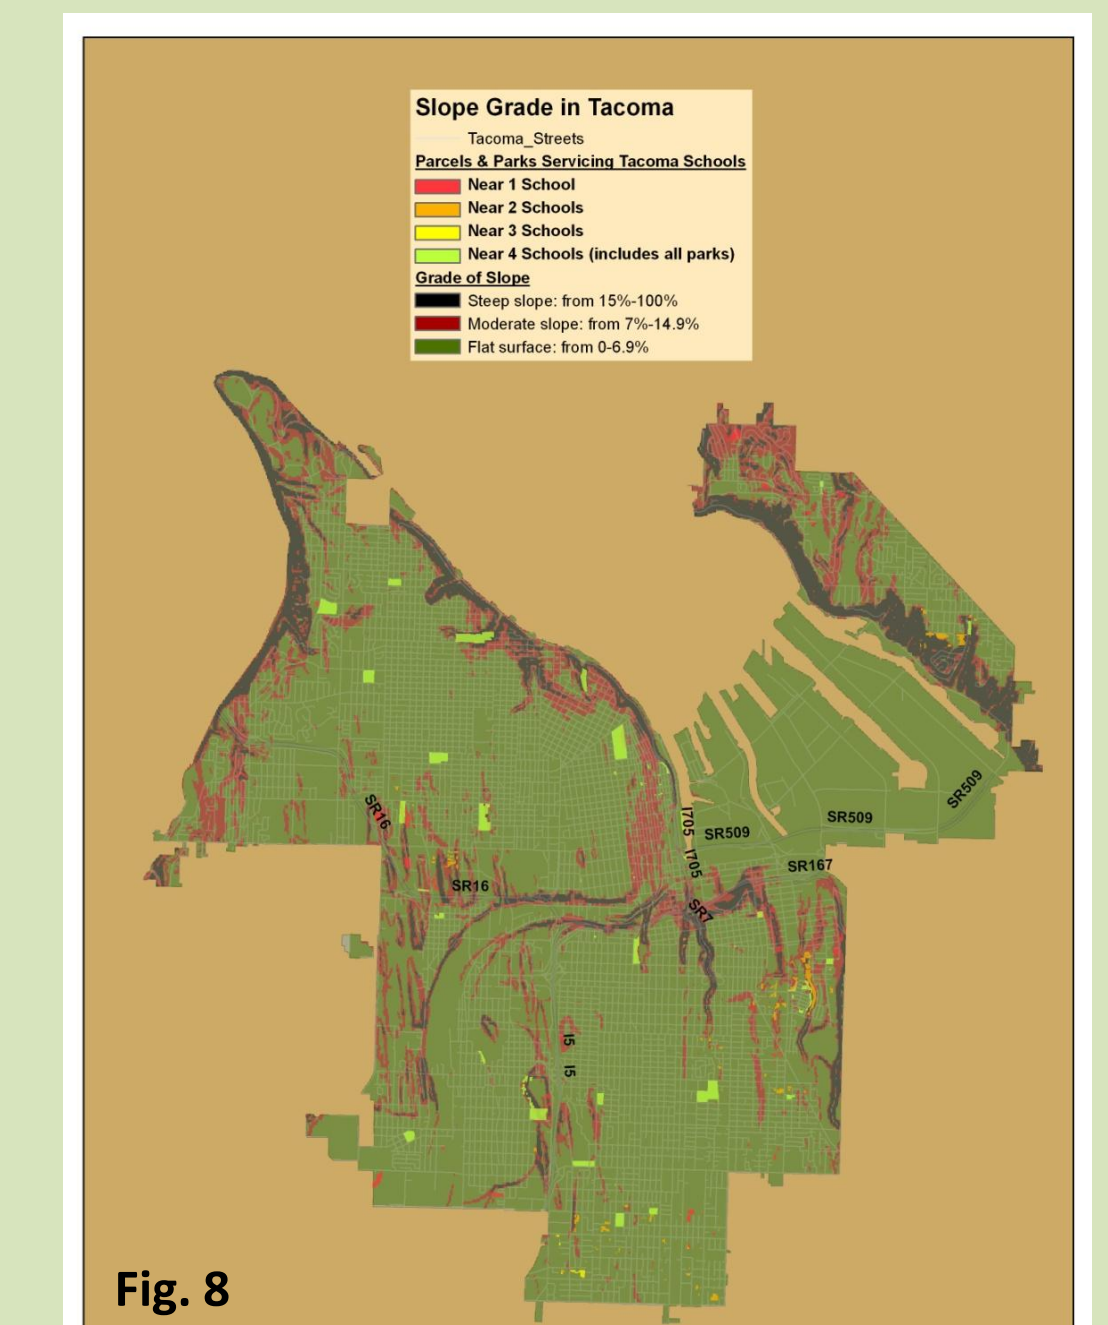 Slope Grade in Tacoma
Tacoma_Streets
Parcels & Parks Servicing Tacoma Schools
Near 1 School
Near 2 Schools
Near 3 Schools
Near 4 Schools (includes all parks)
Grade of Slope
Steep slope: from 15%-100%
Moderate slope: from 7%-14.9%
Flat surface: from 0-6.9%
SR16
I705
SR509
SR509
SR509
I705
SR167
SR16
SR7
I5
I5
Fig. 8